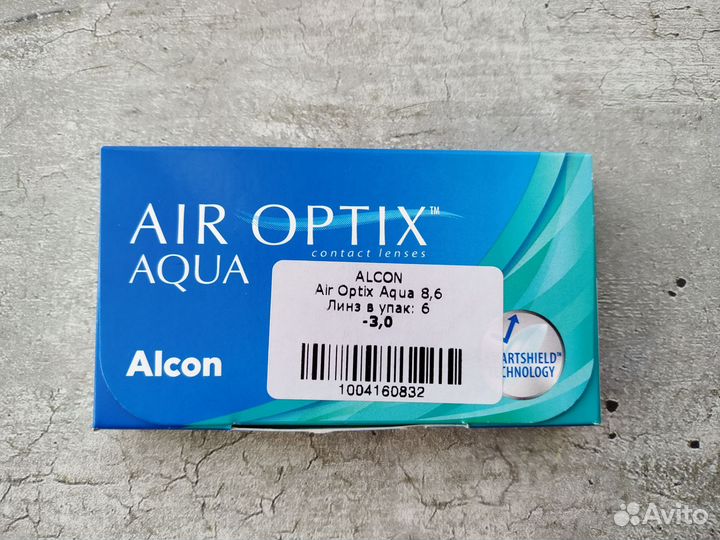 AIR OPTIX™
contact lenses
AQUA
ALCON
Air Optix Aqua 8,6
Линз в упак: 6
-3,0
1004160832
Alcon
ARTSHIELD™
CHNOLOGY
Avito